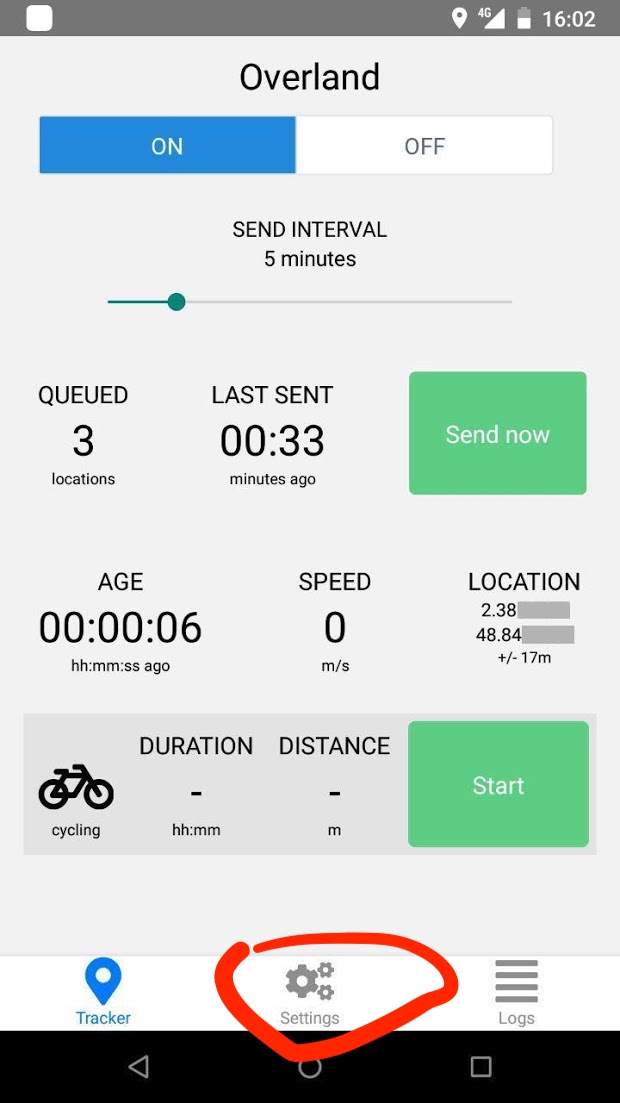 4G 16:02
Overland
ON OFF
SEND INTERVAL
5 minutes
QUEUED LAST SENT
3 00:33 Send now
locations minutes ago
AGE SPEED LOCATION
2.38
00:00:06 0 48.84
hh:mm:ss ago m/s +/- 17m
DURATION DISTANCE
- - Start
cycling hh:mm m
Tracker Settings Logs